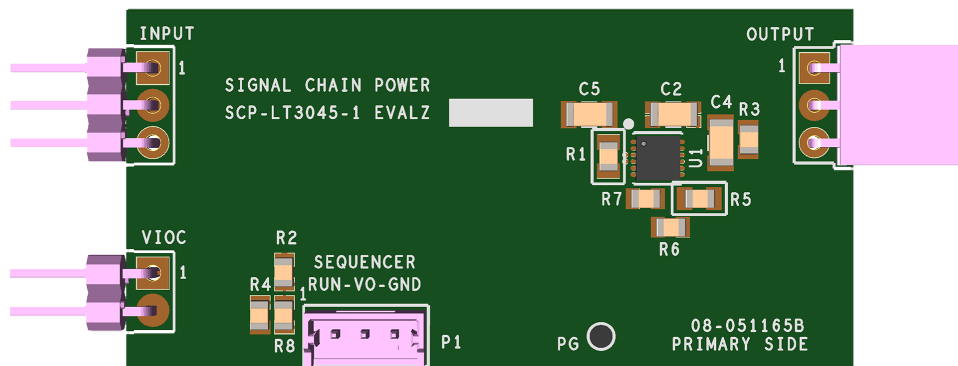 INPUT
OUTPUT
1
1
SIGNAL CHAIN POWER
SCP-LT3045-1 EVALZ
C5
C2
C4
R3
R1
U1
R7
R5
R6
VIOC
1
R2
SEQUENCER
RUN-VO-GND
R4
1
R8
P1
PG
08-051165B
PRIMARY SIDE